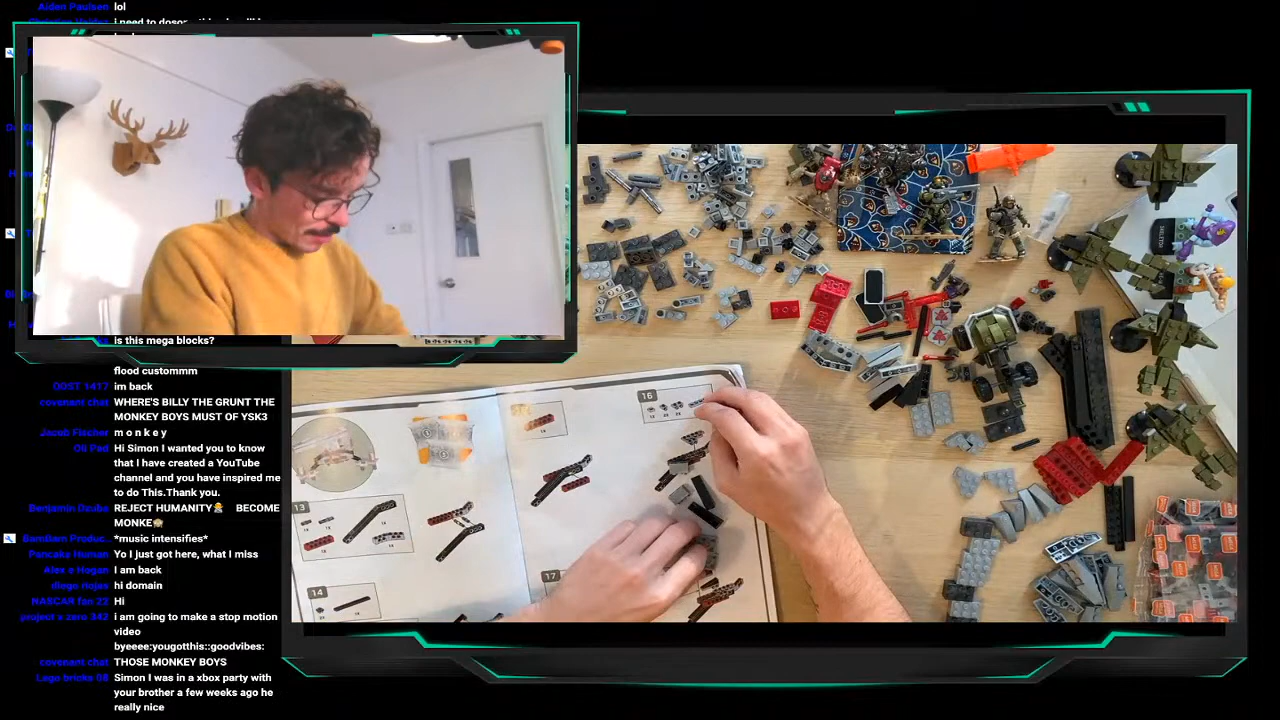 Aiden Paulsen lol
is this mega blocks?
flood custommm
ODST 1417 im back
covenant chat WHERE'S BILLY THE GRUNT THE
MONKEY BOYS MUST OF YSK3
Jacob Fitcher m o n k e y
Oli Pad Hi Simon I wanted you to know
that I have created a YouTube
channel and you have inspired me
to do This.Thank you.
REJECT HUMANITY BECOME
MONKE
*music intensifies*
Pancake Human Yo I just got here, what I miss
Alex e Hogan I am back
diego riojas hi domain
NASCAR fan 22 Hi
project x zero 342 i am going to make a stop motion
video
byeeee:yougotthis::goodvibes:
covenant chat THOSE MONKEY BOYS
Lago bricks 08 Simon I was in a xbox party with
your brother a few weeks ago he
really nice
16
13
14
17